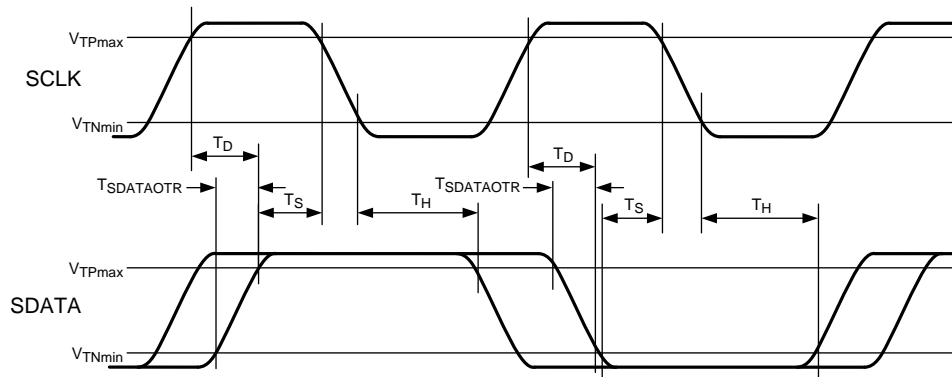 VTPmax
SCLK
VTNmin
TD
TD
TSDATAOTR
TSDATAOTR
TS
TH
TS
TH
VTPmax
SDATA
VTNmin